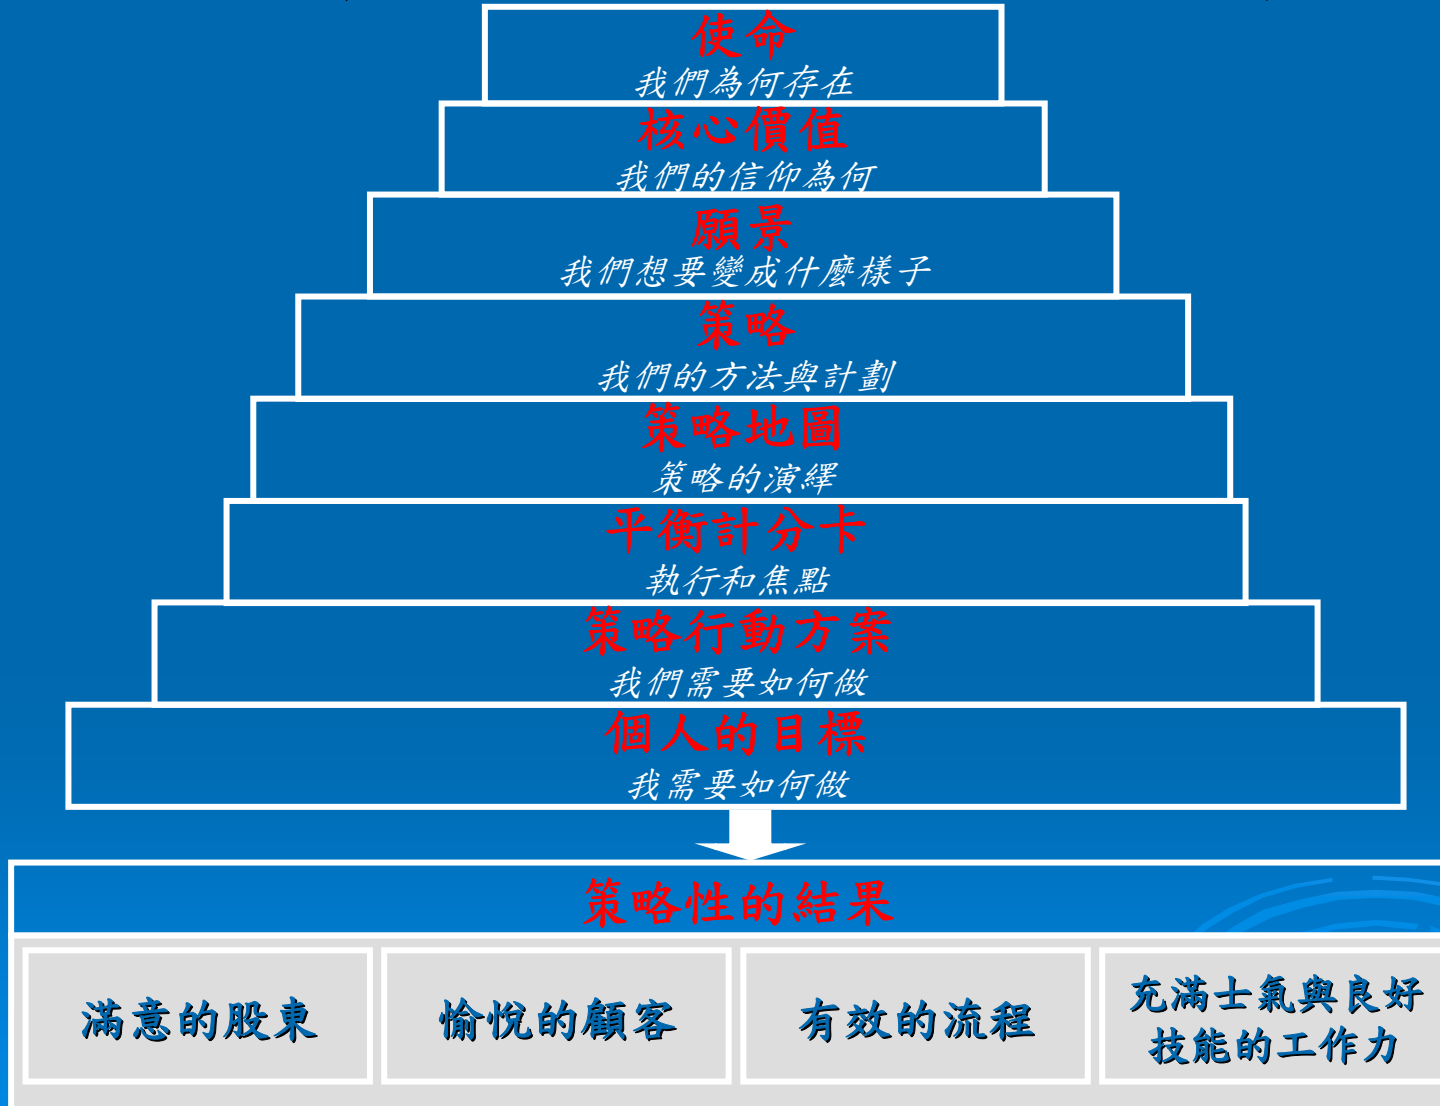 使命
我們為何存在
核心價值
我們的信仰為何
願景
我們想要變成什麼樣子
策略
我們的方法與計劃
策略地圖
策略的演繹
平衡計分卡
執行和焦點
策略行動方案
我們需要如何做
個人的目標
我需要如何做
策略性的結果
滿意的股東
愉悅的顧客
有效的流程
充滿士氣與良好
技能的工作力